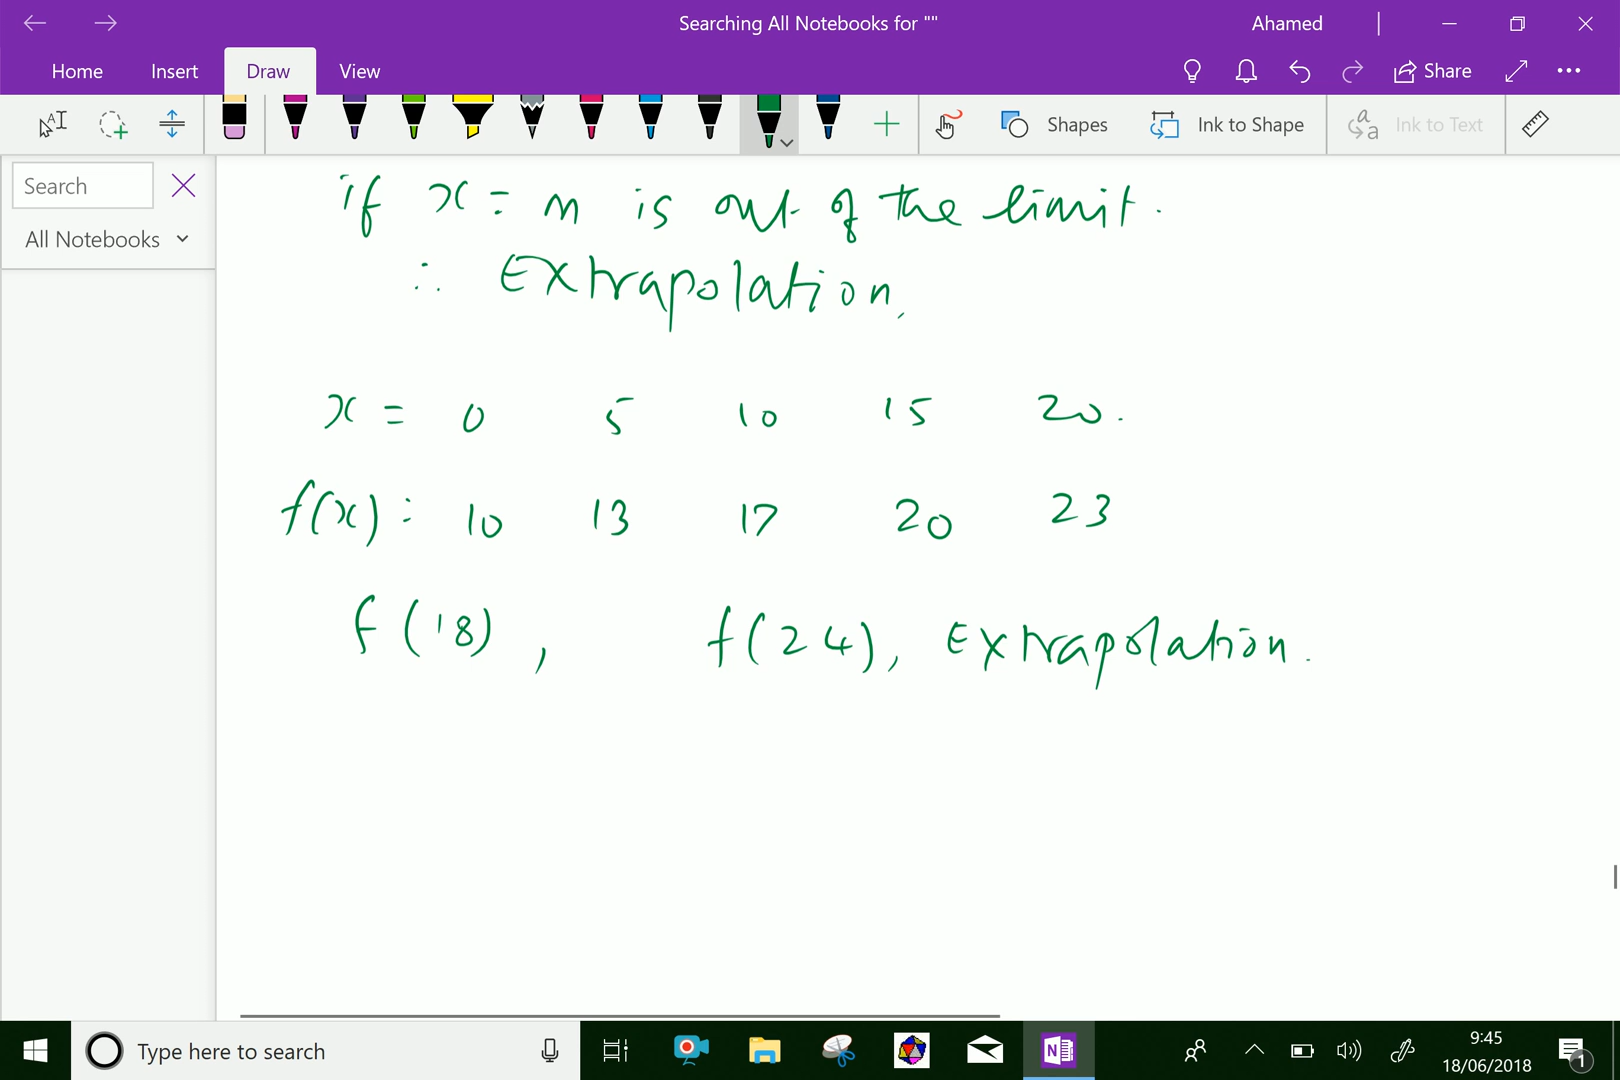 Searching All Notebooks for ""
Ahamed
Home Insert Draw View
Share
Shapes
Ink to Shape
Ink to Text
Search
All Notebooks
if x = n is out of the limit.
∴ Extrapolation.
x = 0 5 10 15 20.
f(x) : 10 13 17 20 23
f(18), f(24), Extrapolation.
Type here to search
N
9:45
18/06/2018
1